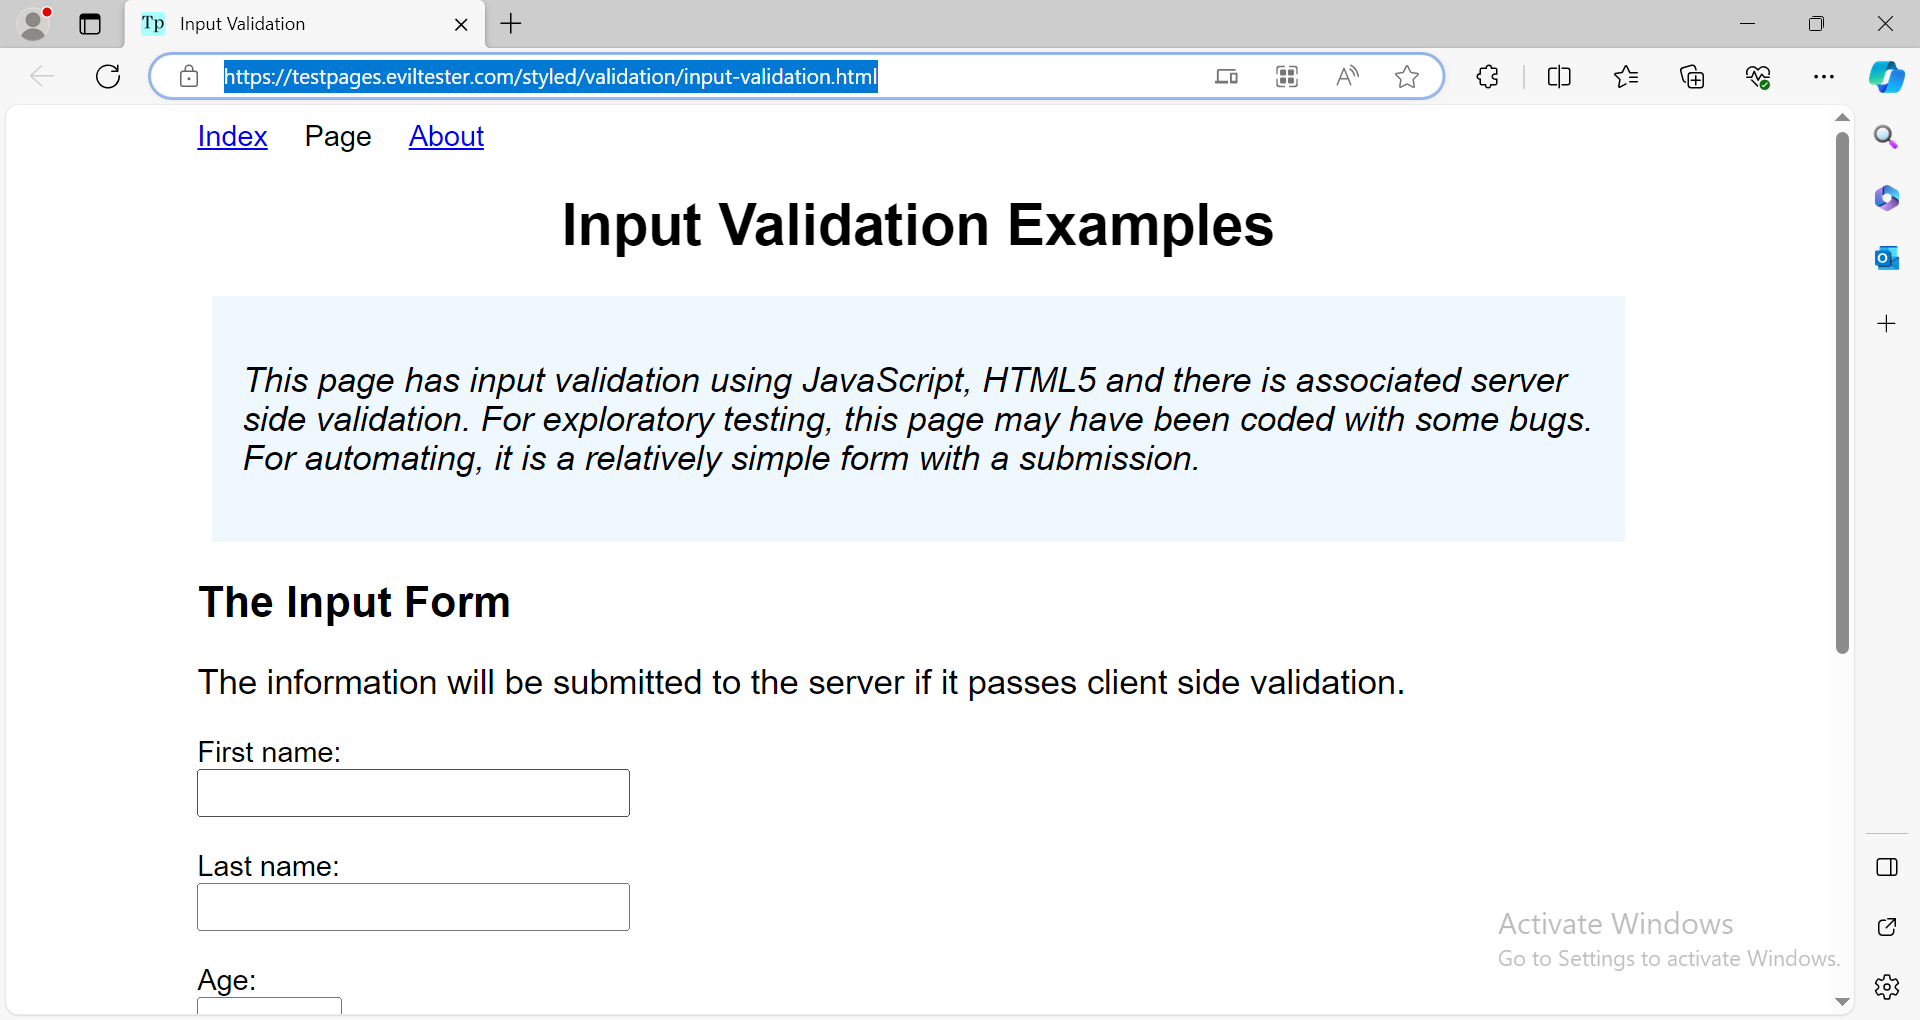 Tp Input Validation
https://testpages.eviltester.com/styled/validation/input-validation.html
Index Page About
Input Validation Examples
This page has input validation using JavaScript, HTML5 and there is associated server
side validation. For exploratory testing, this page may have been coded with some bugs.
For automating, it is a relatively simple form with a submission.
The Input Form
The information will be submitted to the server if it passes client side validation.
First name:
Last name:
Age:
Activate Windows
Go to Settings to activate Windows.